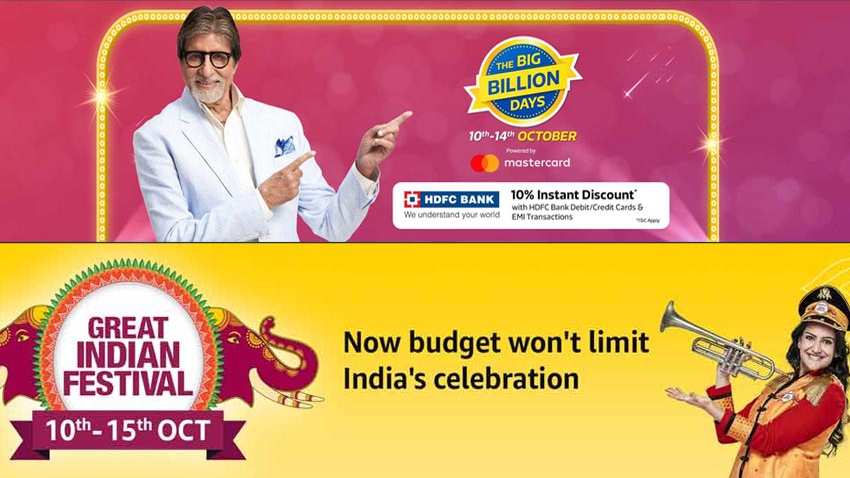 THE BIG
BILLION
DAYS
10th-14th OCTOBER
Powered by
mastercard
HDFC BANK
We understand your world
10% Instant Discount*
with HDFC Bank Debit/Credit Cards &
EMI Transactions
*T&C Apply
GREAT
INDIAN
FESTIVAL
10th-15th OCT
Now budget won't limit
India's celebration